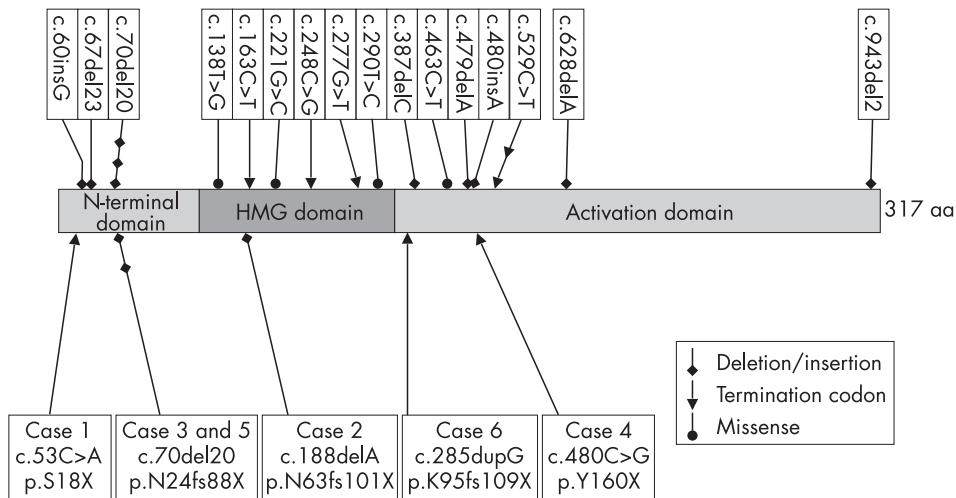 c.60insG
c.67del23
c.70del20
c.138T>G
c.163C>T
c.221G>C
c.248C>G
c.277G>T
c.290T>C
c.387delC
c.463C>T
c.479delA
c.480insA
c.529C>T
c.628delA
c.943del2
N-terminal
domain
HMG domain
Activation domain
317 aa
Deletion/insertion
Termination codon
Missense
Case 1
c.53C>A
p.S18X
Case 3 and 5
c.70del20
p.N24fs88X
Case 2
c.188delA
p.N63fs101X
Case 6
c.285dupG
p.K95fs109X
Case 4
c.480C>G
p.Y160X